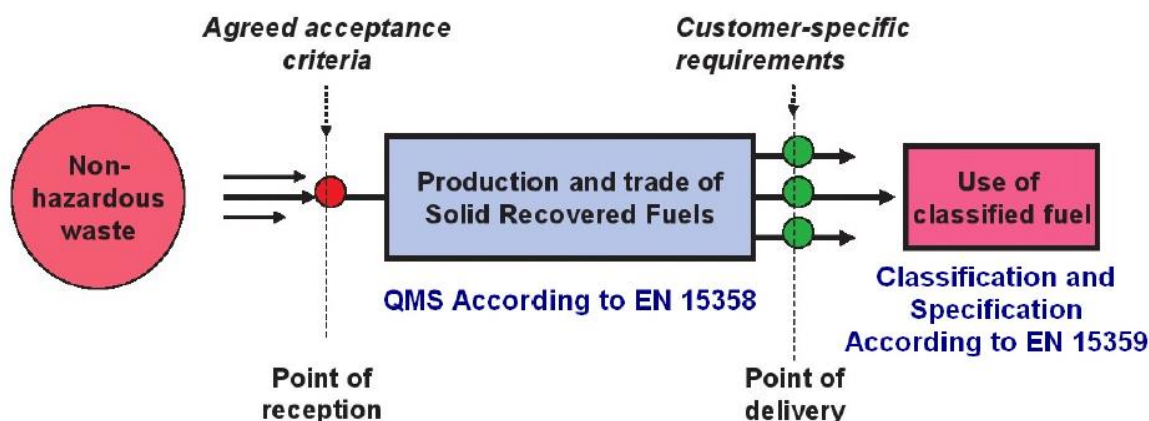 Agreed acceptance
criteria
Customer-specific
requirements
Non-
hazardous
waste
Production and trade of
Solid Recovered Fuels
Use of
classified fuel
QMS According to EN 15358
Classification and
Specification
According to EN 15359
Point of
reception
Point of
delivery